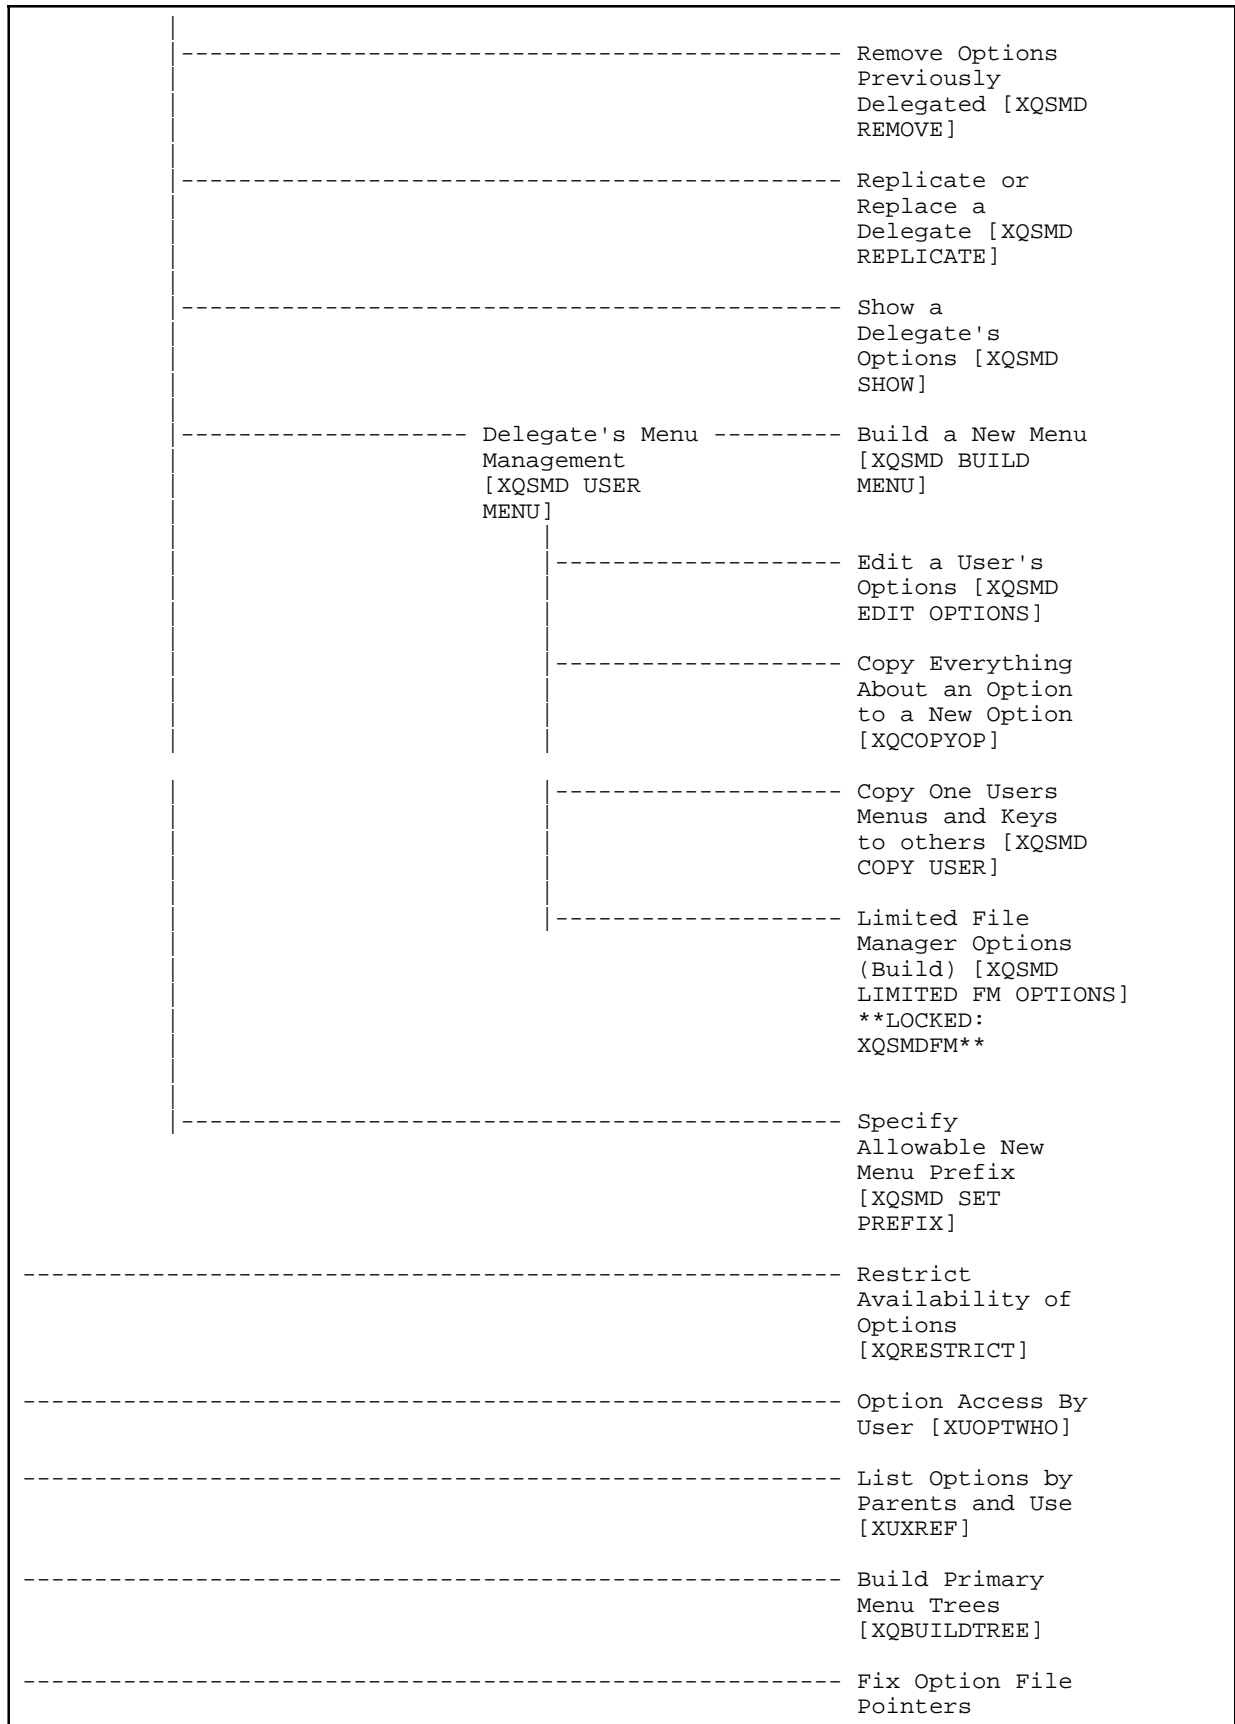 Remove Options
Previously
Delegated [XQSMD
REMOVE]
Replicate or
Replace a
Delegate [XQSMD
REPLICATE]
Show a
Delegate's
Options [XQSMD
SHOW]
Delegate's Menu
Management
[XQSMD USER
MENU]
Build a New Menu
[XQSMD BUILD
MENU]
Edit a User's
Options [XQSMD
EDIT OPTIONS]
Copy Everything
About an Option
to a New Option
[XQCOPYOP]
Copy One Users
Menus and Keys
to others [XQSMD
COPY USER]
Limited File
Manager Options
(Build) [XQSMD
LIMITED FM OPTIONS]
**LOCKED:
XQSMDFM**
Specify
Allowable New
Menu Prefix
[XQSMD SET
PREFIX]
Restrict
Availability of
Options
[XQRESTRICT]
Option Access By
User [XUOPTWHO]
List Options by
Parents and Use
[XUXREF]
Build Primary
Menu Trees
[XQBUILDTREE]
Fix Option File
Pointers